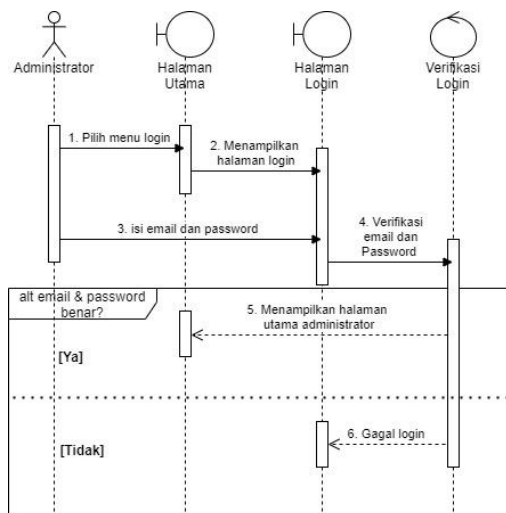 Administrator
Halaman
Utama
Halaman
Login
Verifikasi
Login
1. Pilih menu login
2. Menampilkan
halaman login
3. isi email dan password
4. Verifikasi
email dan
Password
alt email & password
benar?
5. Menampilkan halaman
utama administrator
[Ya]
6. Gagal login
[Tidak]